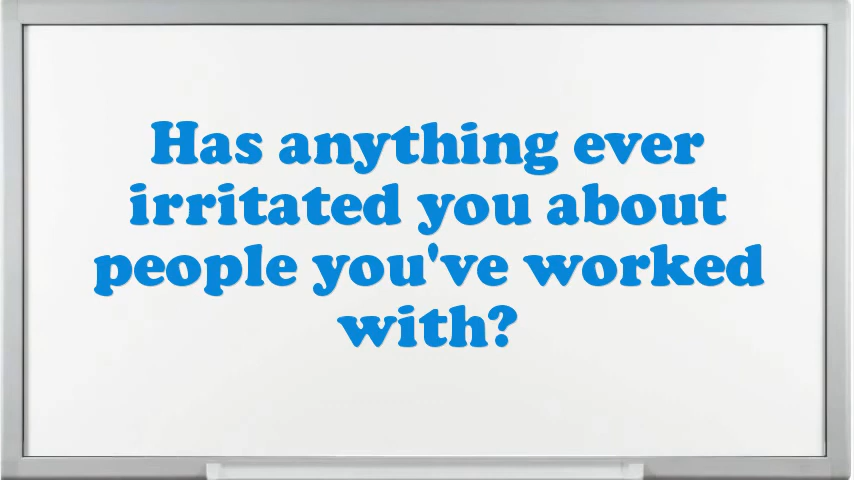 Has anything ever
irritated you about
people you've worked
with?